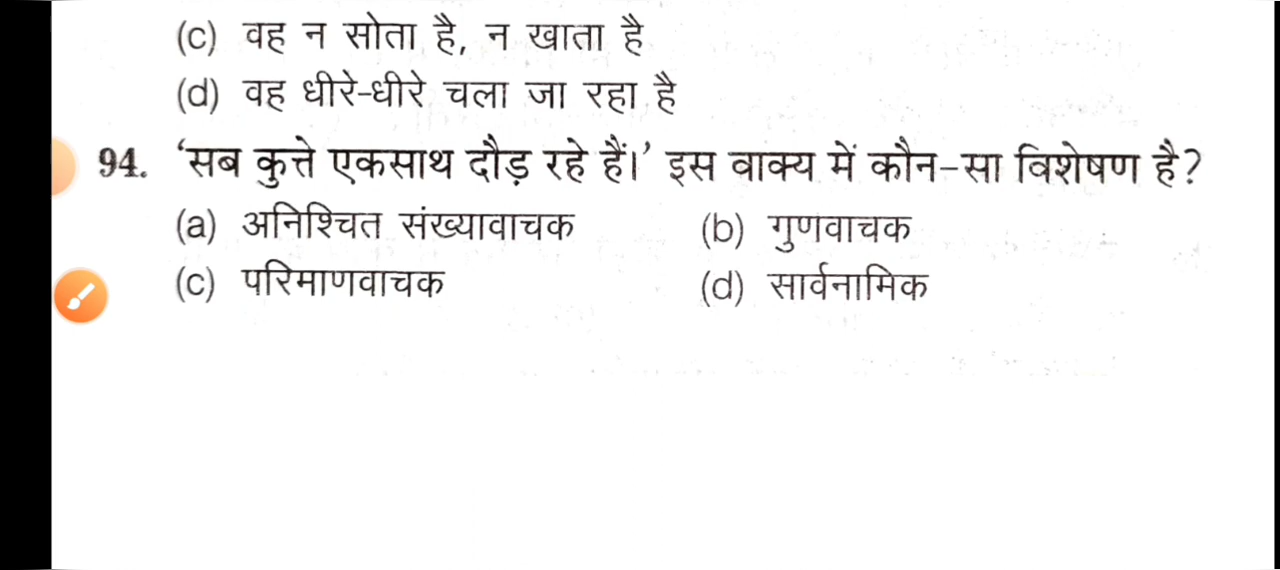 (c) वह न सोता है, न खाता है
(d) वह धीरे-धीरे चला जा रहा है
94. ‘सब कुत्ते एकसाथ दौड़ रहे हैं।’ इस वाक्य में कौन-सा विशेषण है?
(a) अनिश्चित संख्यावाचक (b) गुणवाचक
(c) परिमाणवाचक (d) सार्वनामिक